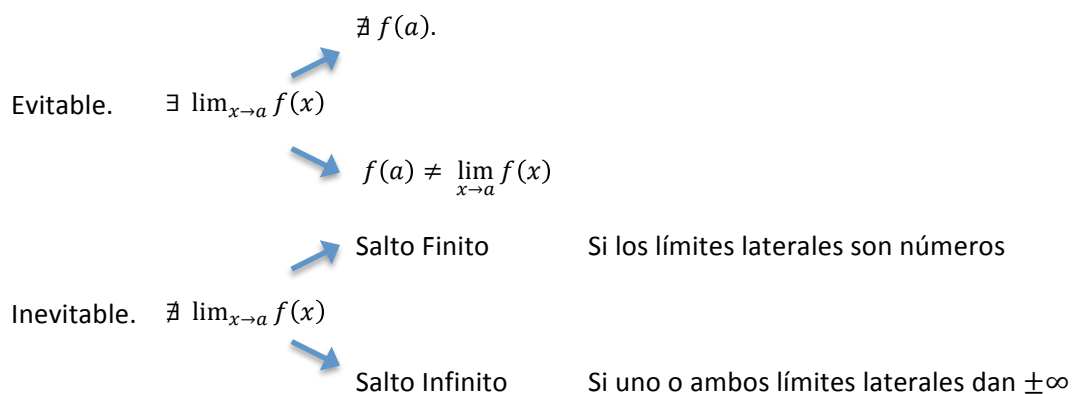 ∄ f(a).
Evitable. ∃ lim_{x→a} f(x)
f(a) ≠ lim_{x→a} f(x)
Salto Finito Si los límites laterales son números
Inevitable. ∄ lim_{x→a} f(x)
Salto Infinito Si uno o ambos límites laterales dan ±∞